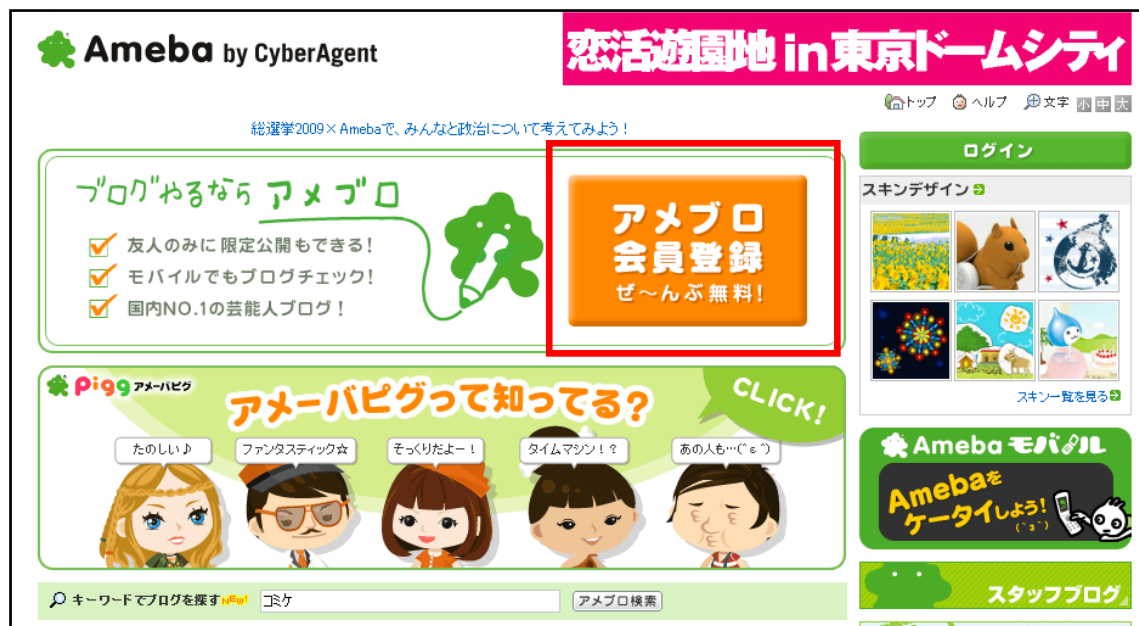 Ameba by CyberAgent
恋活遊園地in東京ドームシティ
トップ ヘルプ 文字 小 中 大
総選挙2009×Amebaで、みんなと政治について考えてみよう!
ブログやるなら アメブロ
友人のみに限定公開もできる!
モバイルでもブログチェック!
国内NO.1の芸能人ブログ!
アメブロ
会員登録
ぜ〜んぶ無料!
ログイン
スキンデザイン
スキン一覧を見る
Pigg アメーバピグ
アメーバピグって知ってる?
CLICK!
たのしい♪
ファンタスティック☆
そっくりだよー!
タイムマシン!?
あの人も…(^ε^)
Ameba モバイル
Amebaを
ケータイしよう!
(^3^)
キーワードでブログを探す NEW! コミケ アメブロ検索
スタッフブログ